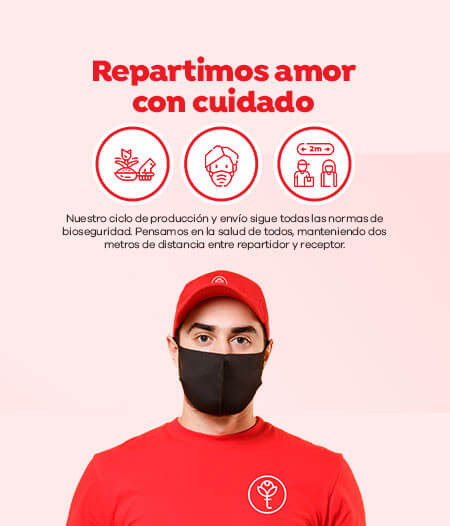 Repartimos amor
con cuidado
2m
Nuestro ciclo de producción y envío sigue todas las normas de
bioseguridad. Pensamos en la salud de todos, manteniendo dos
metros de distancia entre repartidor y receptor.